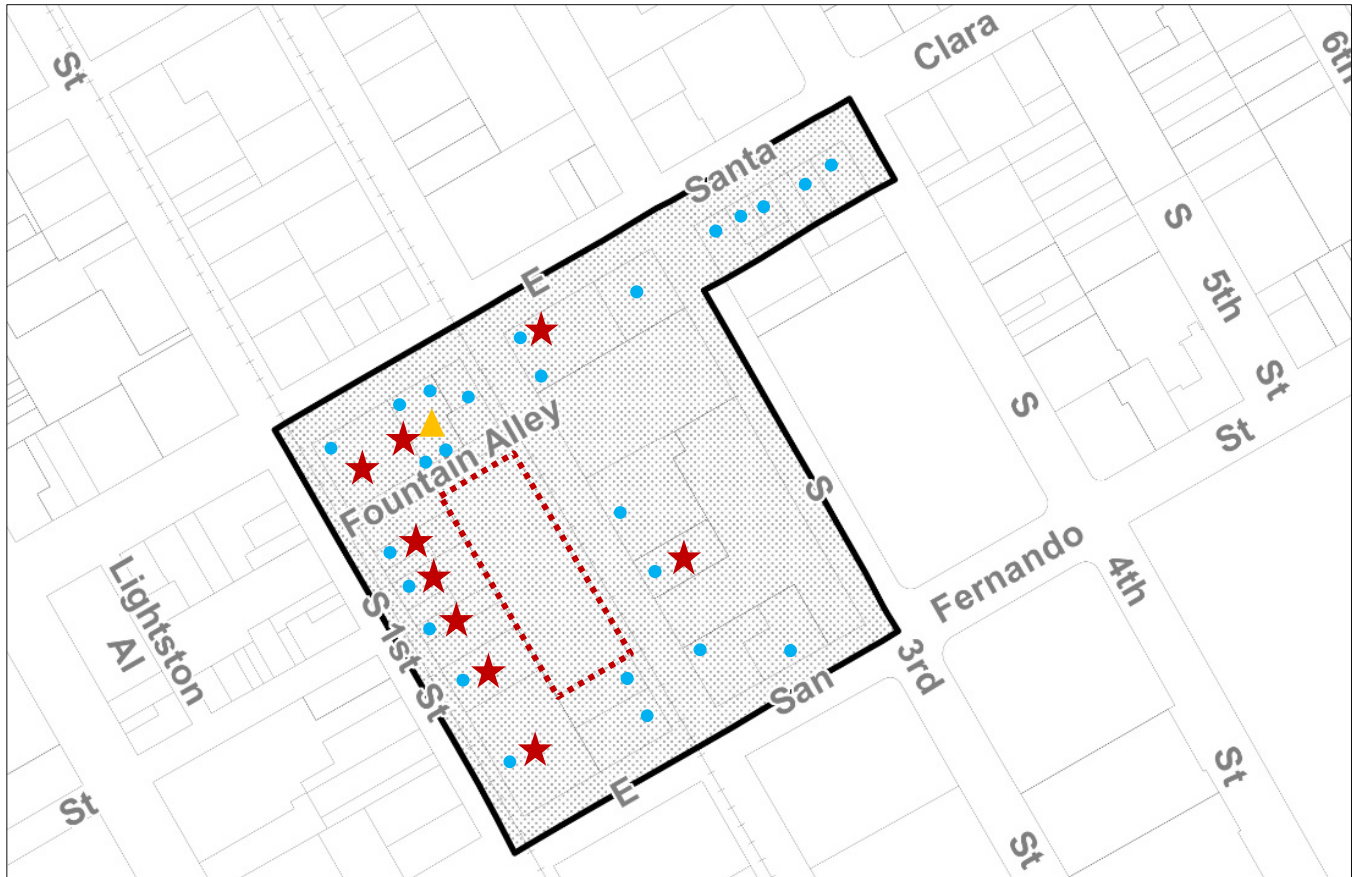 St
Clara
6th
Santa
E
S
5th
St
S
St
Fountain Alley
S
Lightston
Al
S 1st St
Fernando
4th
3rd
San
E
St
St
St